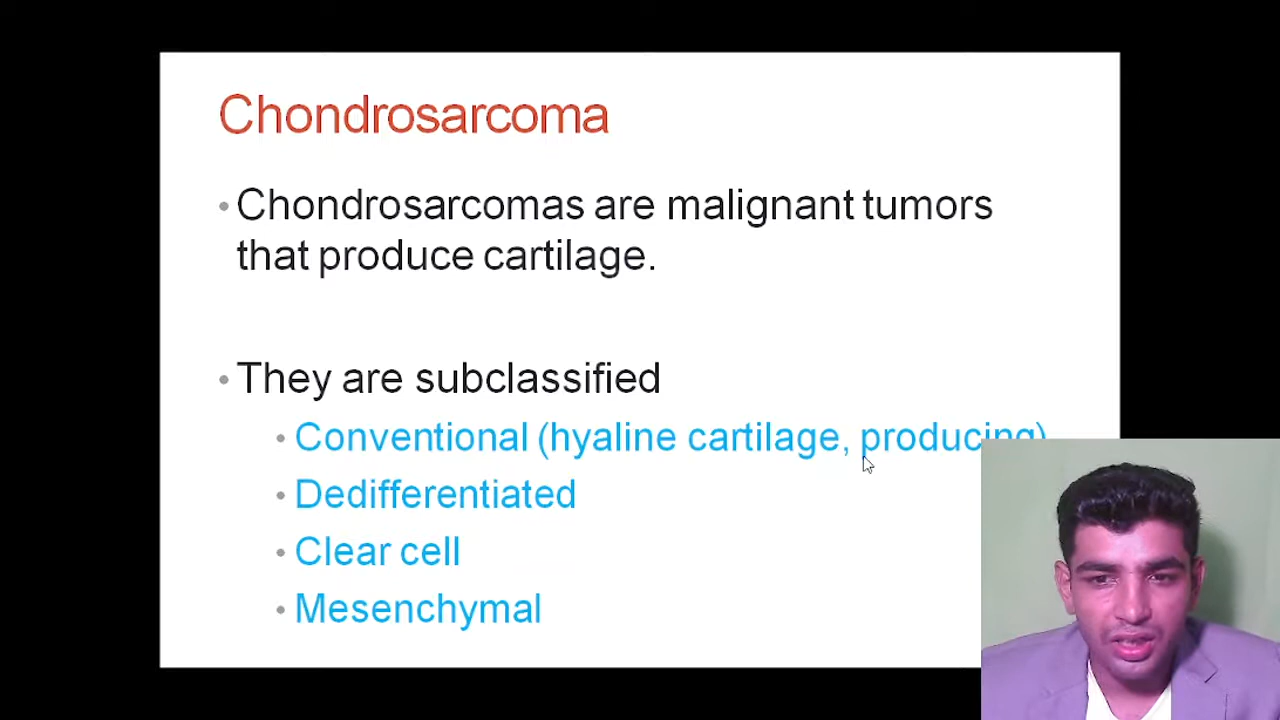 Chondrosarcoma
• Chondrosarcomas are malignant tumors
that produce cartilage.
• They are subclassified
• Conventional (hyaline cartilage, producing)
• Dedifferentiated
• Clear cell
• Mesenchymal